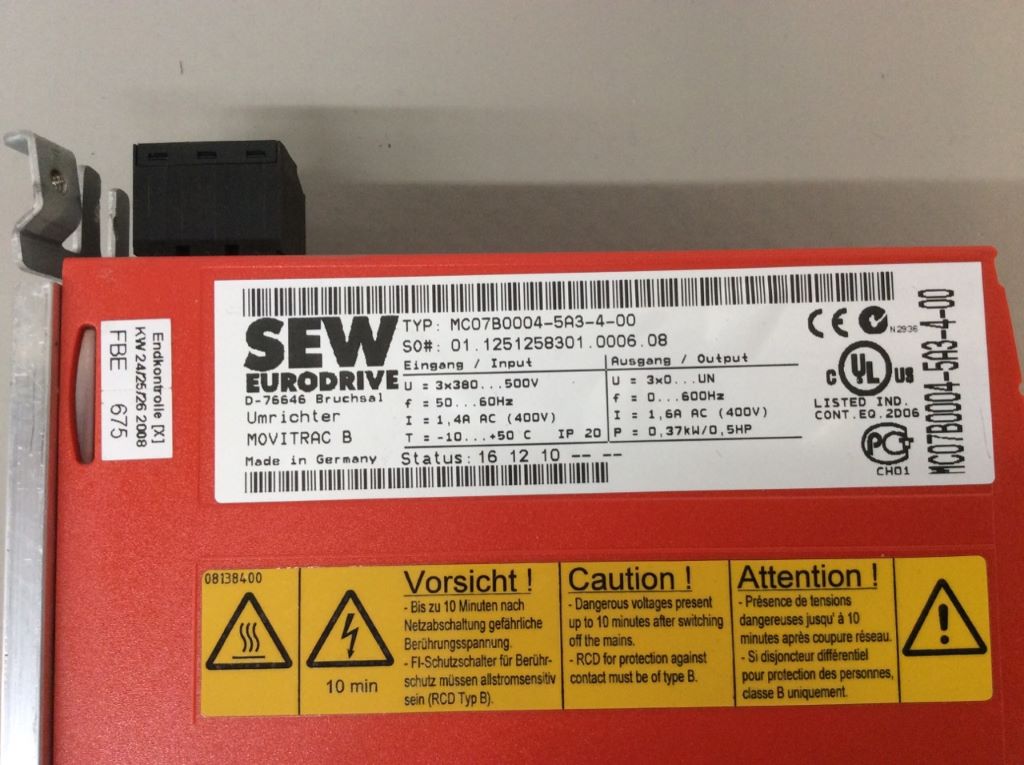 Endkontrolle [X]
KW 24/25/26 2008
FBE 675
SEW
EURODRIVE
D-76646 Bruchsal
Umrichter
MOVITRAC B
Made in Germany
TYP: MC07B0004-5A3-4-00
SO#: 01.1251258301.0006.08
Eingang / Input
U = 3x380...500V
f = 50...60Hz
I = 1,4A AC (400V)
T = -10...+50 C IP 20
Ausgang / Output
U = 3x0...UN
f = 0...600Hz
I = 1,6A AC (400V)
P = 0,37kW/0,5HP
Status: 16 12 10 -- --
CE
N2936
C UL US
LISTED IND.
CONT.EQ.2D06
PC
CH01
MC07B0004-5A3-4-00
08138400
10 min
Vorsicht !
- Bis zu 10 Minuten nach
Netzabschaltung gefährliche
Berührungsspannung.
- FI-Schutzschalter für Berühr-
schutz müssen allstromsensitiv
sein (RCD Typ B).
Caution !
- Dangerous voltages present
up to 10 minutes after switching
off the mains.
- RCD for protection against
contact must be of type B.
Attention !
- Présence de tensions
dangereuses jusqu' à 10
minutes après coupure réseau.
- Si disjoncteur différentiel
pour protection des personnes,
classe B uniquement.